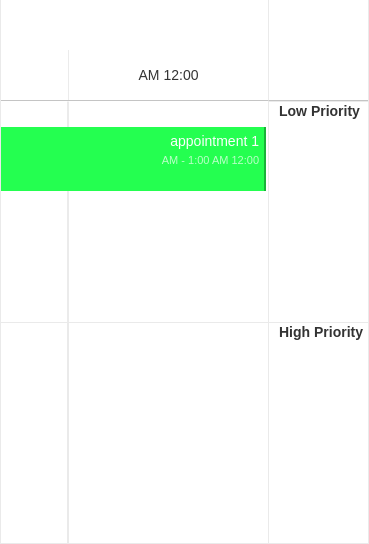 AM 12:00
Low Priority
appointment 1
AM - 1:00 AM 12:00
High Priority